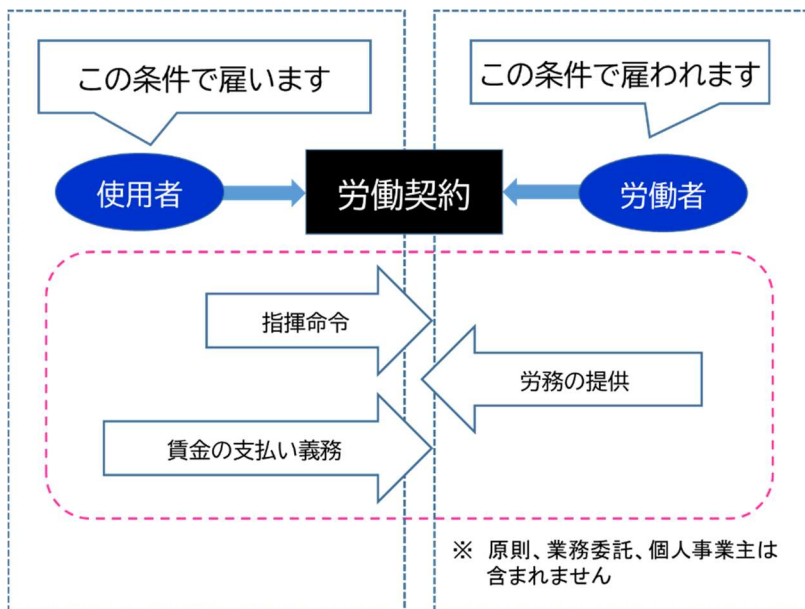 この条件で雇います
この条件で雇われます
使用者
労働契約
労働者
指揮命令
労務の提供
賃金の支払い義務
※ 原則、業務委託、個人事業主は
含まれません